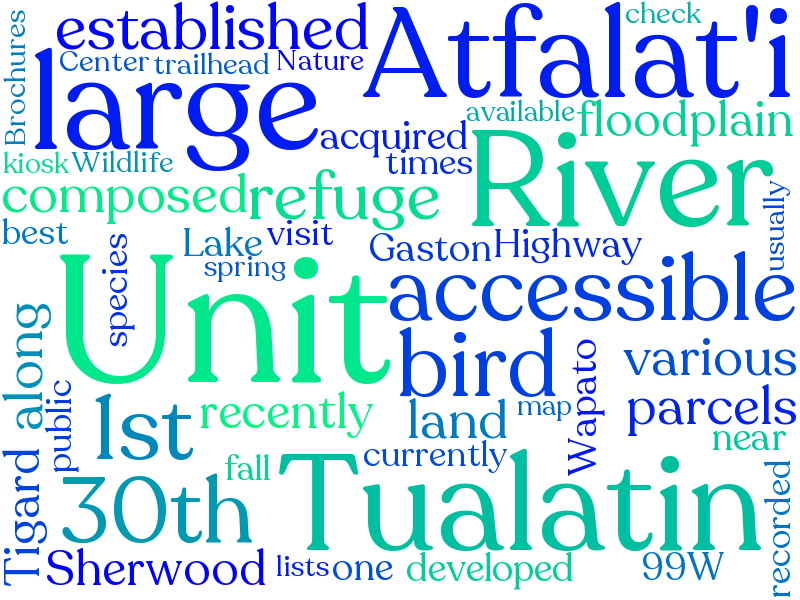 check
established
Atfalat'i
Brochures
Center
trailhead
Nature
large
available
floodplain
acquired
times
River
kiosk
Wildlife
composed
refuge
usually
best
Lake
visit
species
spring
Gaston
Highway
Unit
accessible
bird
various
along
Wapato
public
1st
recently
land
map
parcels
near
Tigard
fall
currently
30th
Tualatin
recorded
Sherwood
lists
one
developed
99W